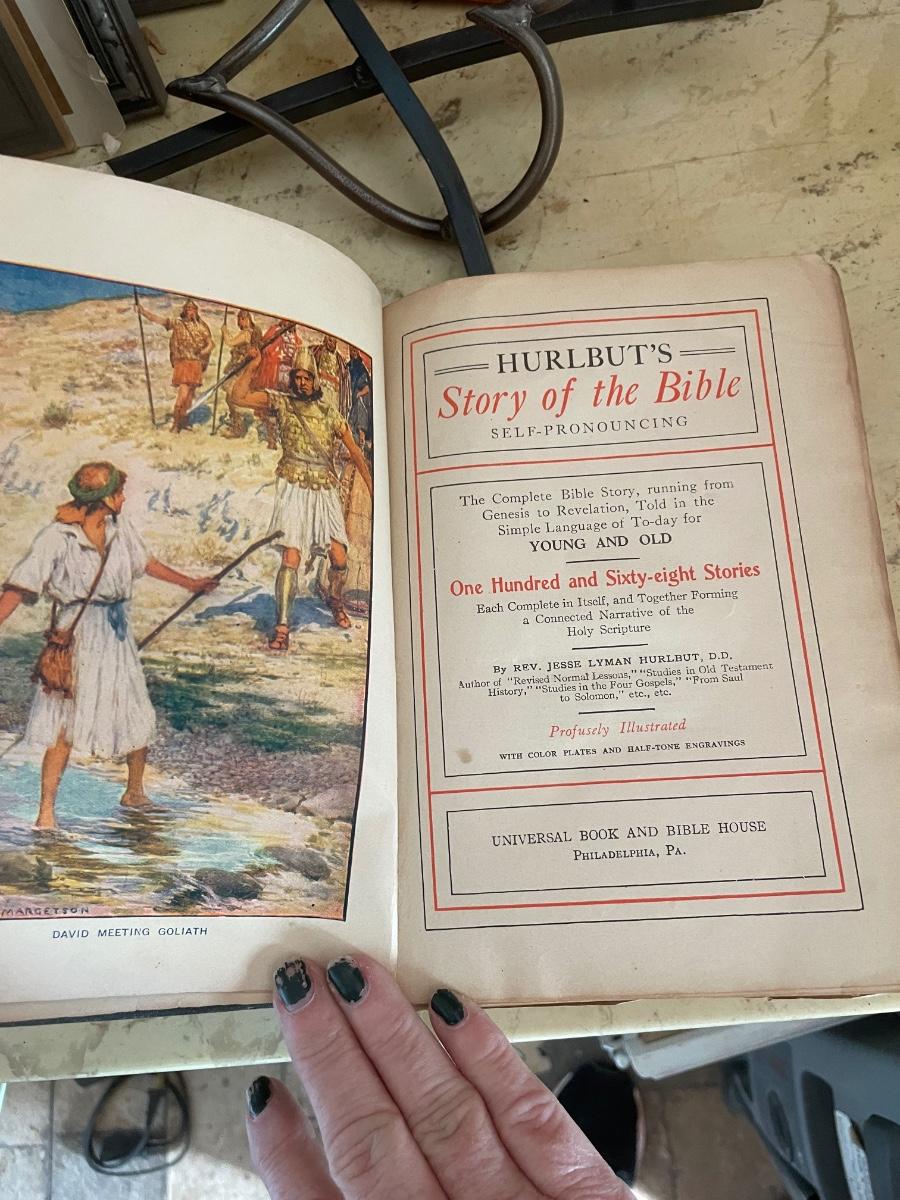 MARGETSON
DAVID MEETING GOLIATH
HURLBUT'S
Story of the Bible
SELF-PRONOUNCING
The Complete Bible Story, running from
Genesis to Revelation, Told in the
Simple Language of To-day for
YOUNG AND OLD
One Hundred and Sixty-eight Stories
Each Complete in Itself, and Together Forming
a Connected Narrative of the
Holy Scripture
By REV. JESSE LYMAN HURLBUT, D.D.
Author of "Revised Normal Lessons," "Studies in Old Testament
History," "Studies in the Four Gospels," "From Saul
to Solomon," etc., etc.
Profusely Illustrated
WITH COLOR PLATES AND HALF-TONE ENGRAVINGS
UNIVERSAL BOOK AND BIBLE HOUSE
PHILADELPHIA, PA.